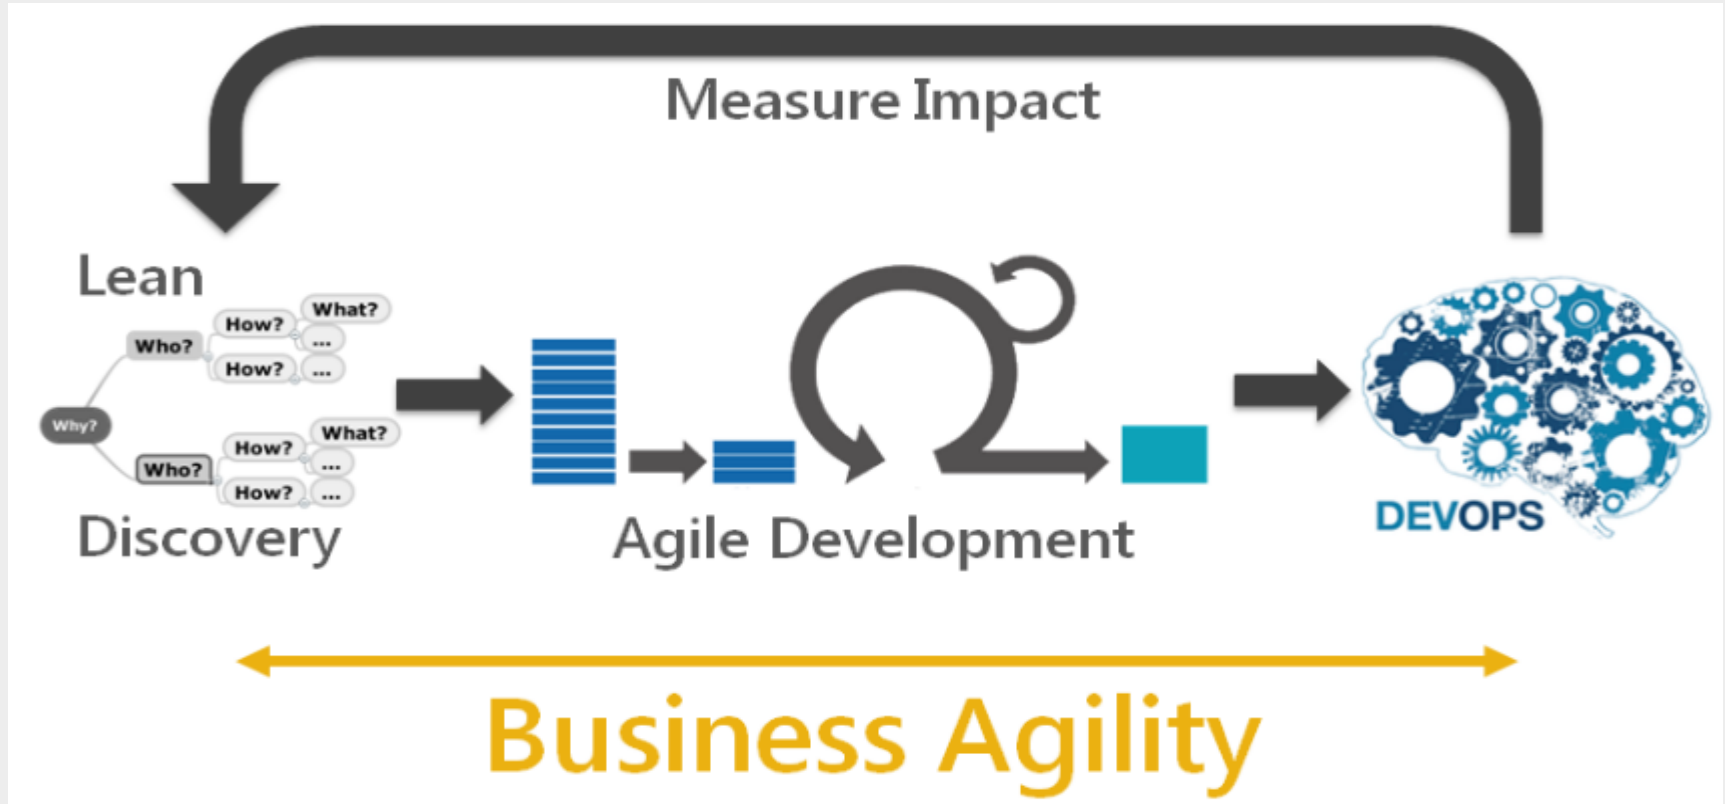 Measure Impact
Lean
Why?
Who?
How?
What?
...
How?
...
Who?
How?
What?
...
How?
...
Discovery
Agile Development
DEVOPS
Business Agility